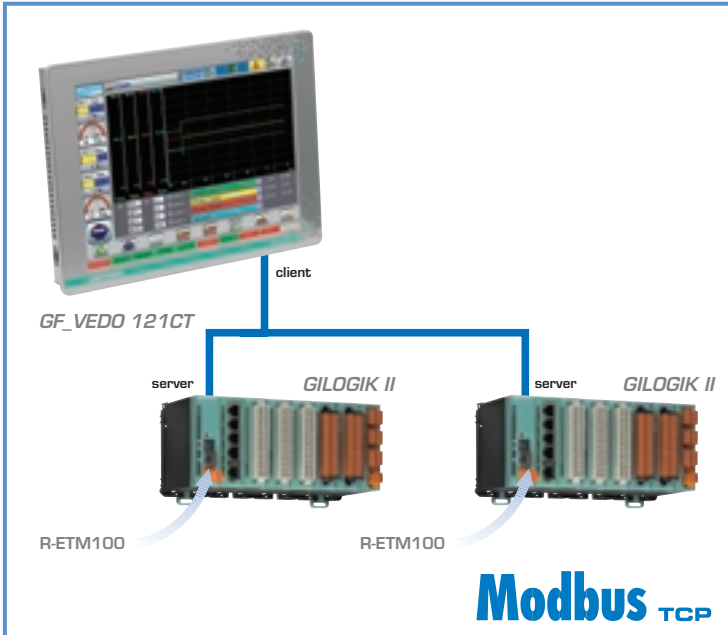 client
GF_VEDO 121CT
server
GILOGIK II
server
GILOGIK II
R-ETM100
R-ETM100
Modbus TCP